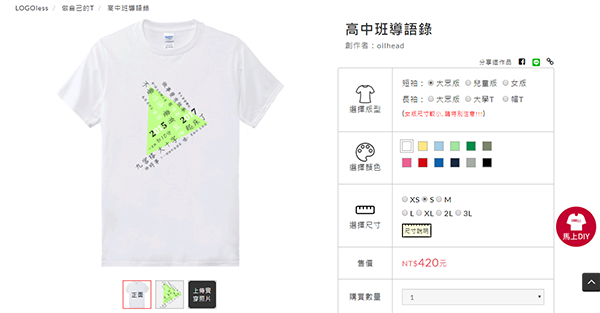 LOGOless / 做自己的T / 高中班導語錄
高中班導語錄
創作者：oilhead
分享這作品
選擇版型
短袖： 大眾版 兒童版 女版
長袖： 大眾版 大學T 帽T
(女版尺寸較小, 請特別注意!!!)
選擇顏色
XS S M
L XL 2L 3L
選擇尺寸
尺寸說明
售價
NT$420元
購買數量
1
馬上DIY
正面
上傳實
穿照片